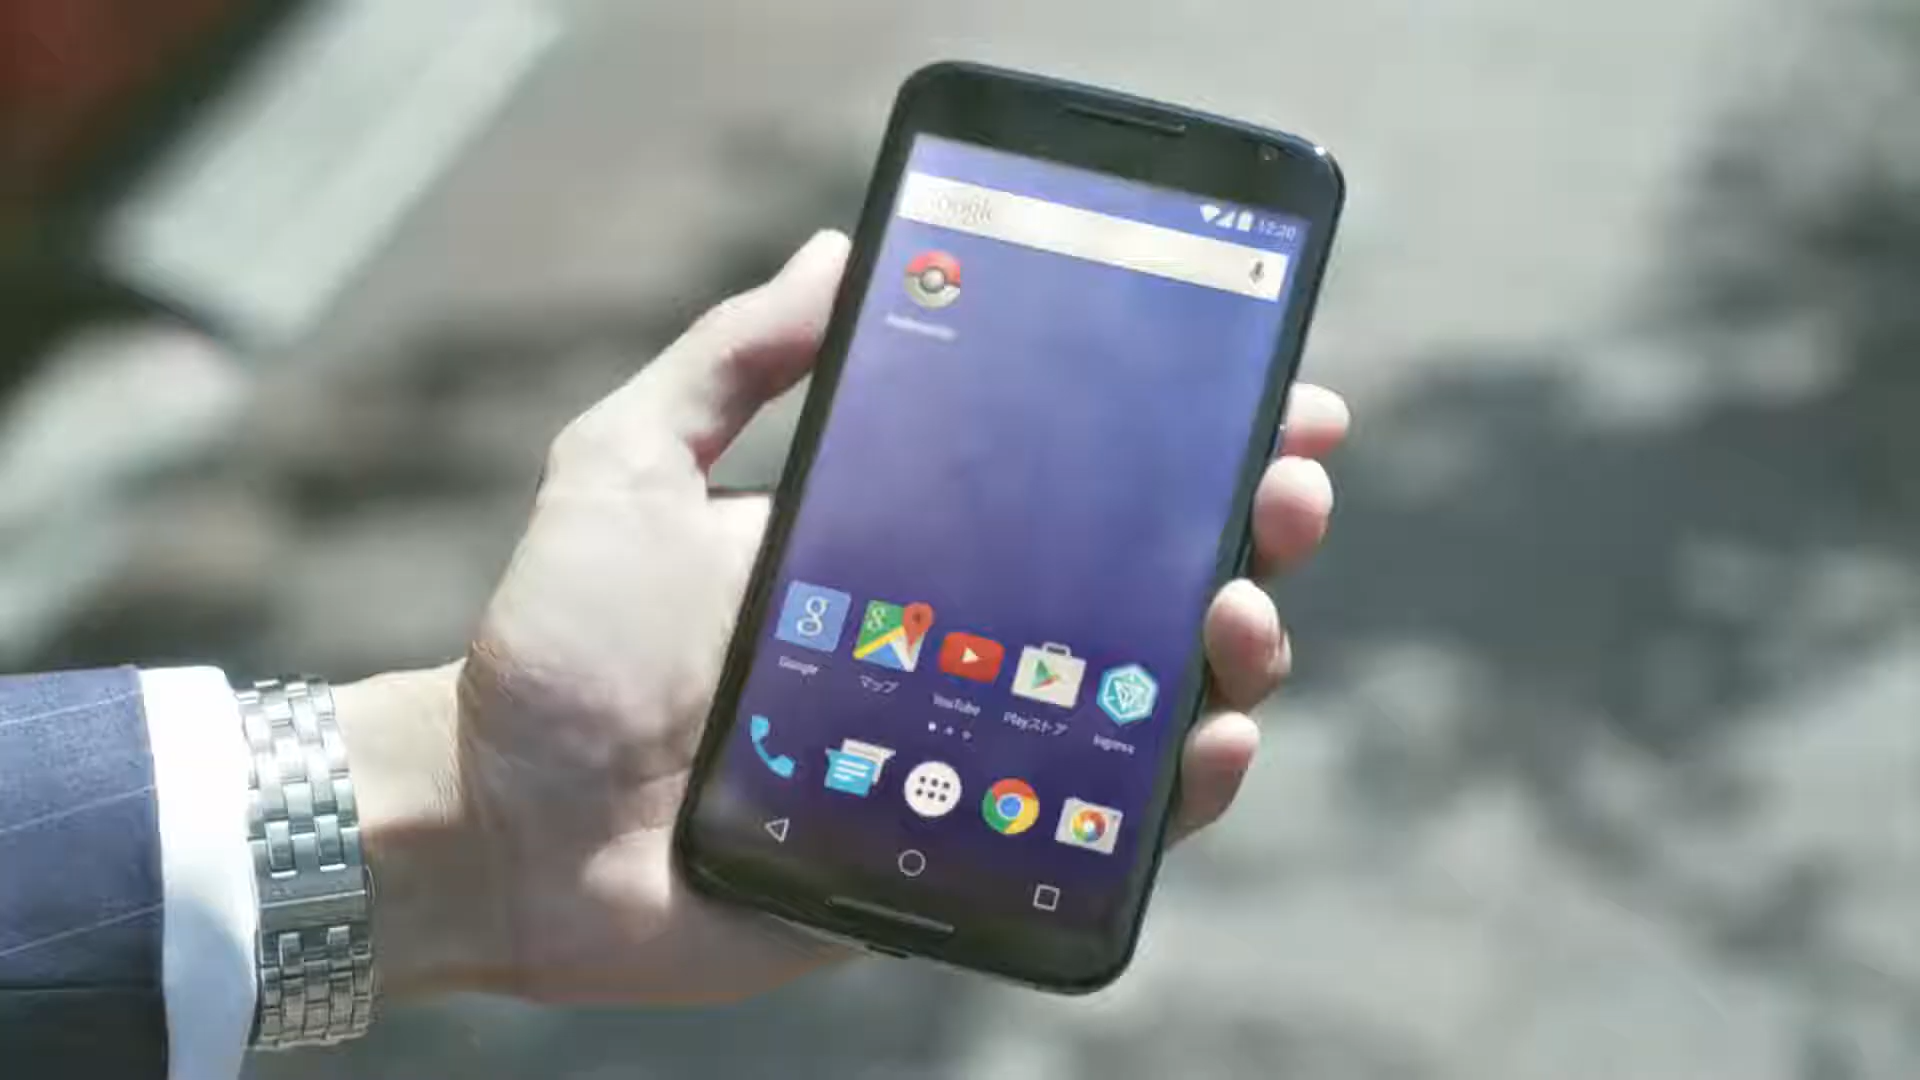 Google
12:20
Google
マップ
YouTube
Playストア
Ingress